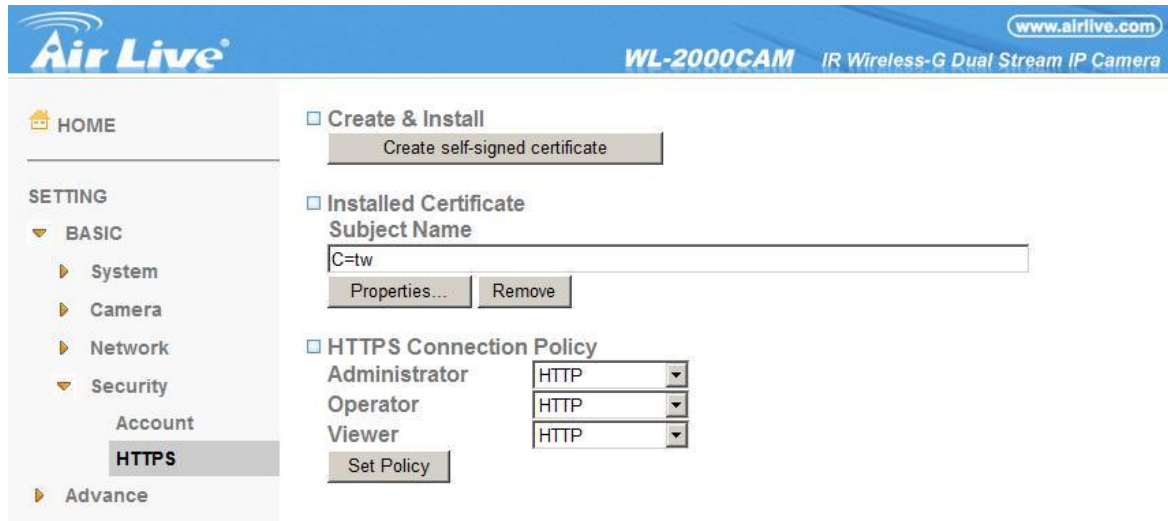 www.airlive.com
Air Live®
WL-2000CAM IR Wireless-G Dual Stream IP Camera
HOME
SETTING
BASIC
System
Camera
Network
Security
Account
HTTPS
Advance
Create & Install
Create self-signed certificate
Installed Certificate
Subject Name
C=tw
Properties... Remove
HTTPS Connection Policy
Administrator HTTP
Operator HTTP
Viewer HTTP
Set Policy